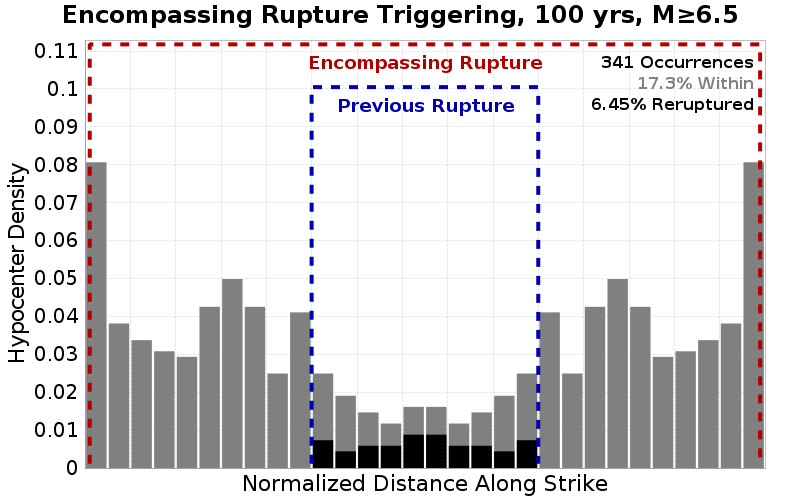 Encompassing Rupture Triggering, 100 yrs, M≥6.5
0.11
0.1
0.09
0.08
0.07
0.06
0.05
0.04
0.03
0.02
0.01
0
Hypocenter Density
Encompassing Rupture
Previous Rupture
341 Occurrences
17.3% Within
6.45% Reruptured
Normalized Distance Along Strike